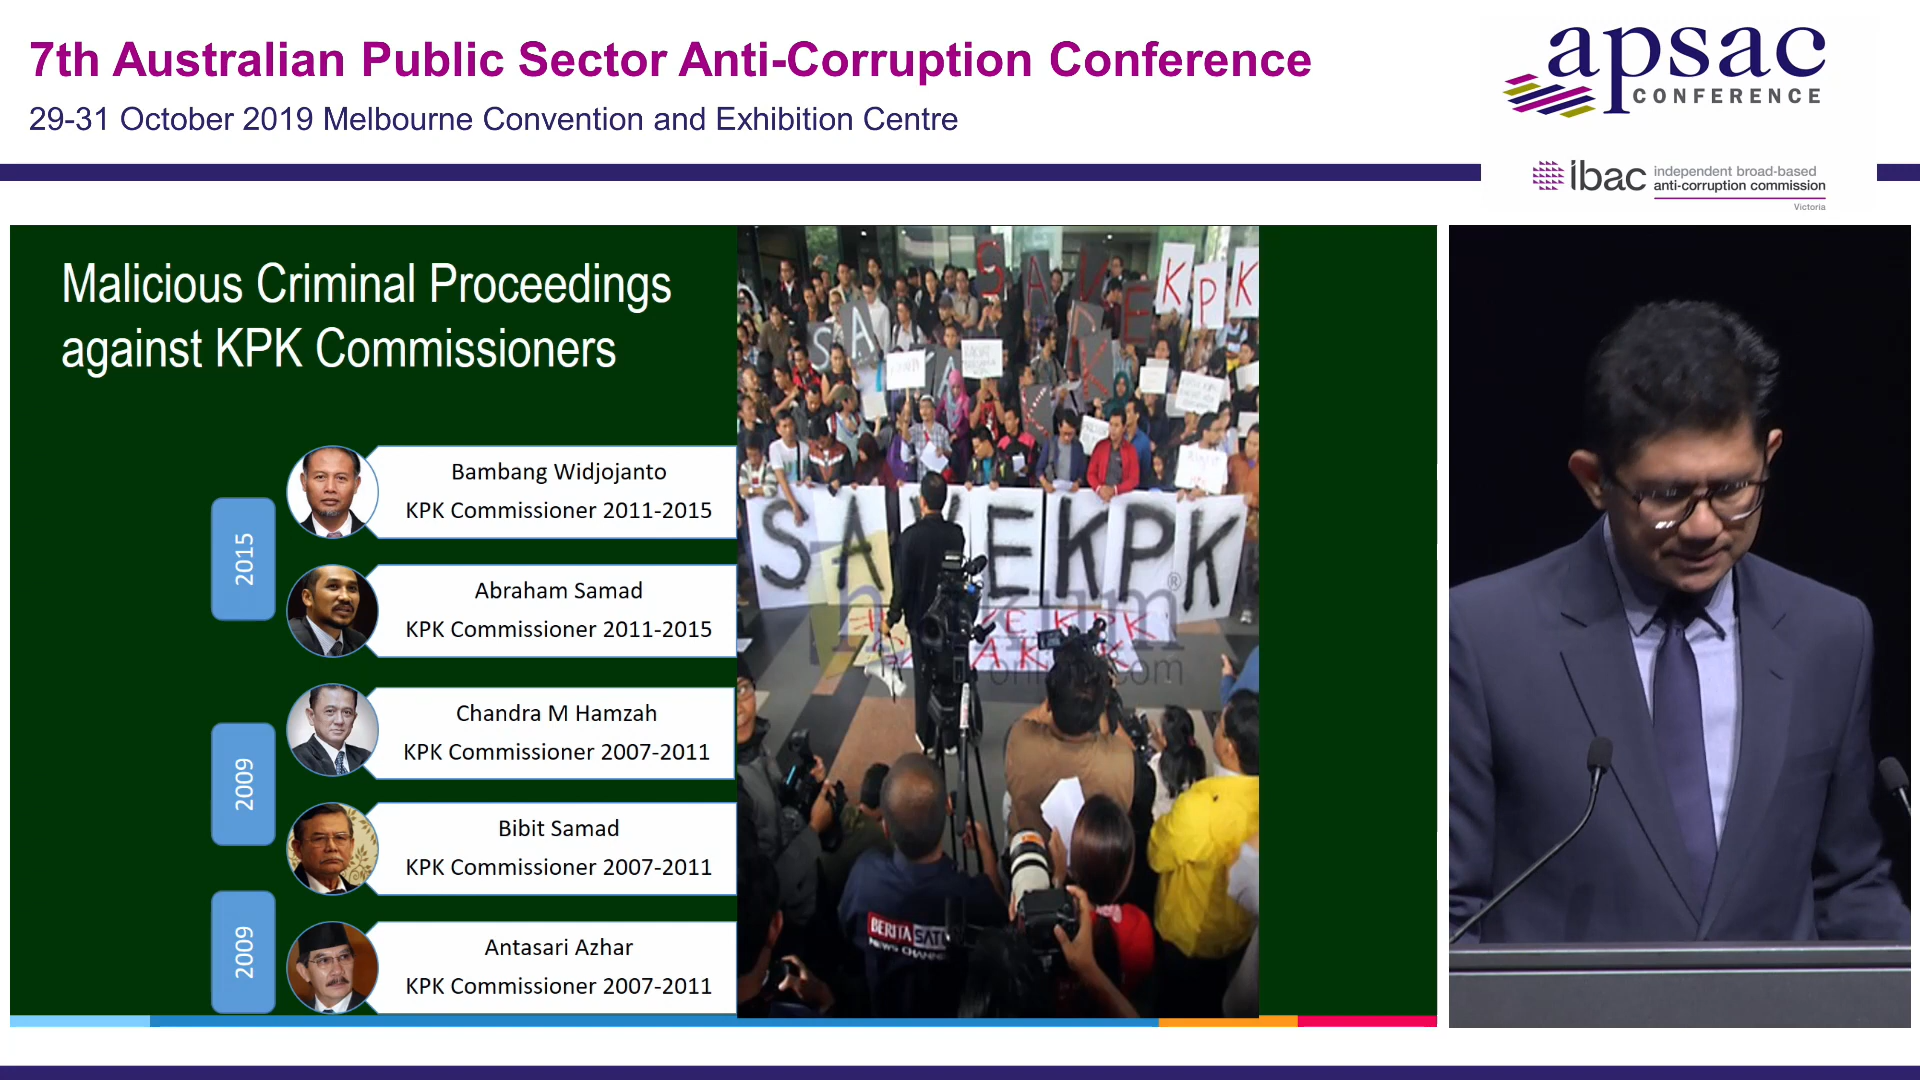 7th Australian Public Sector Anti-Corruption Conference
29-31 October 2019 Melbourne Convention and Exhibition Centre
apsac
CONFERENCE
ibac
independent broad-based
anti-corruption commission
Victoria
Malicious Criminal Proceedings
against KPK Commissioners
2015
Bambang Widjojanto
KPK Commissioner 2011-2015
Abraham Samad
KPK Commissioner 2011-2015
2009
Chandra M Hamzah
KPK Commissioner 2007-2011
Bibit Samad
KPK Commissioner 2007-2011
2009
Antasari Azhar
KPK Commissioner 2007-2011
SAVE KPK
SAVEKPK
BERITA SATU
NEWS CHANNEL